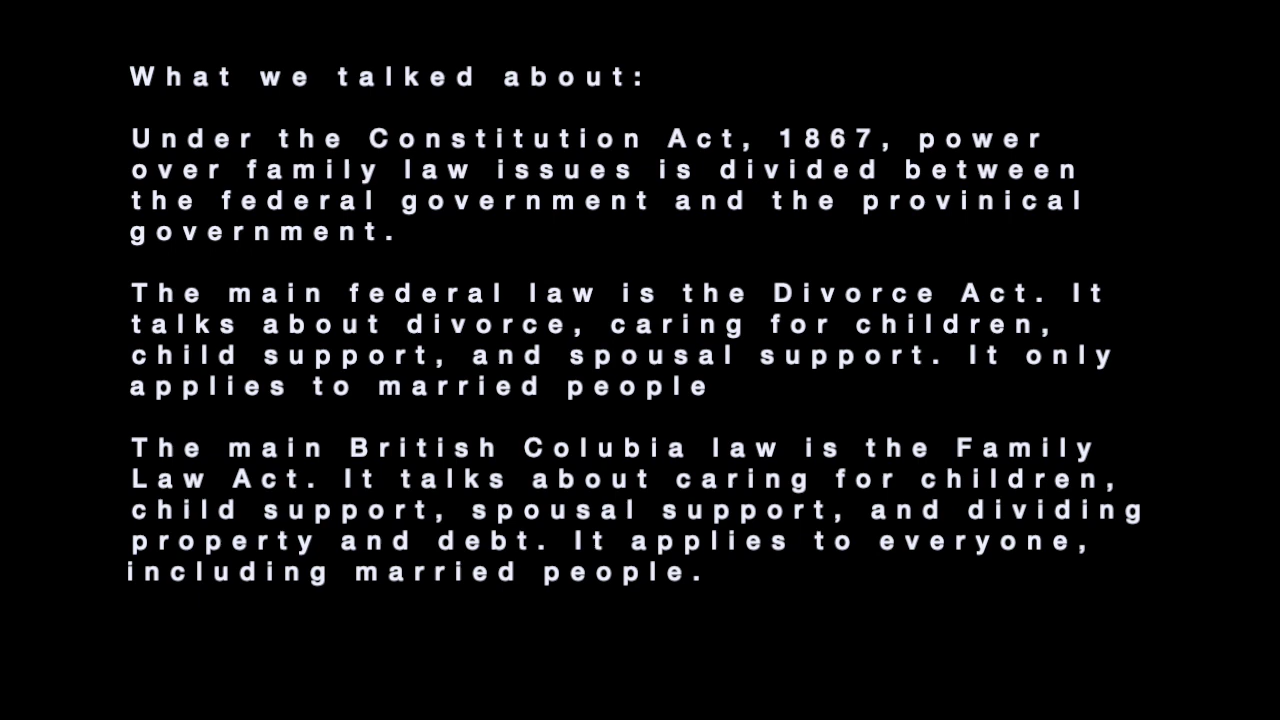 What we talked about:
Under the Constitution Act, 1867, power
over family law issues is divided between
the federal government and the provinical
government.
The main federal law is the Divorce Act. It
talks about divorce, caring for children,
child support, and spousal support. It only
applies to married people
The main British Colubia law is the Family
Law Act. It talks about caring for children,
child support, spousal support, and dividing
property and debt. It applies to everyone,
including married people.